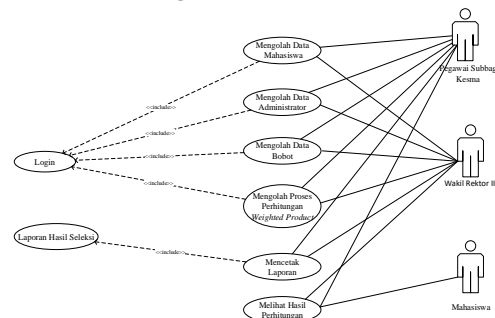 Mengolah Data
Mahasiswa
Pegawai Subbag
Kesma
<<include>>
Mengolah Data
Administrator
<<include>>
Mengolah Data
Bobot
<<include>>
Login
Wakil Rektor II
Mengolah Proses
Perhitungan
Weighted Product
<<include>>
Laporan Hasil Seleksi
<<include>>
Mencetak
Laporan
Melihat Hasil
Perhitungan
Mahasiswa